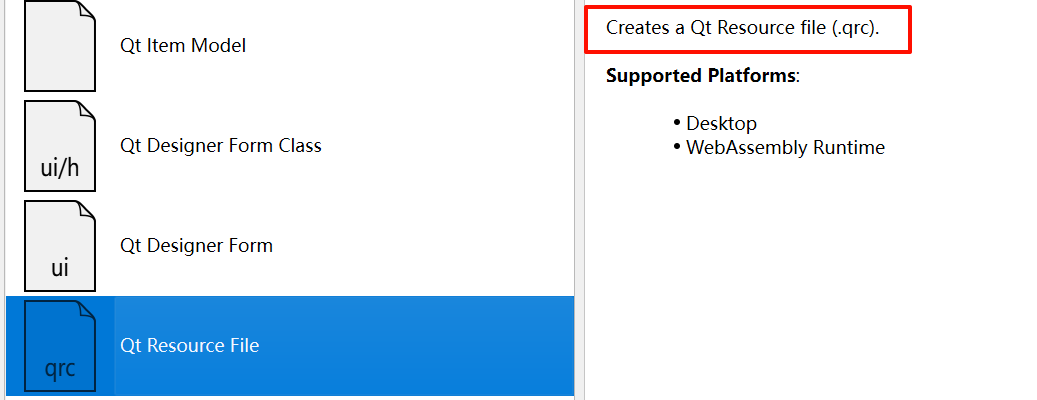 Qt Item Model
ui/h
Qt Designer Form Class
ui
Qt Designer Form
qrc
Qt Resource File
Creates a Qt Resource file (.qrc).
Supported Platforms:
• Desktop
• WebAssembly Runtime